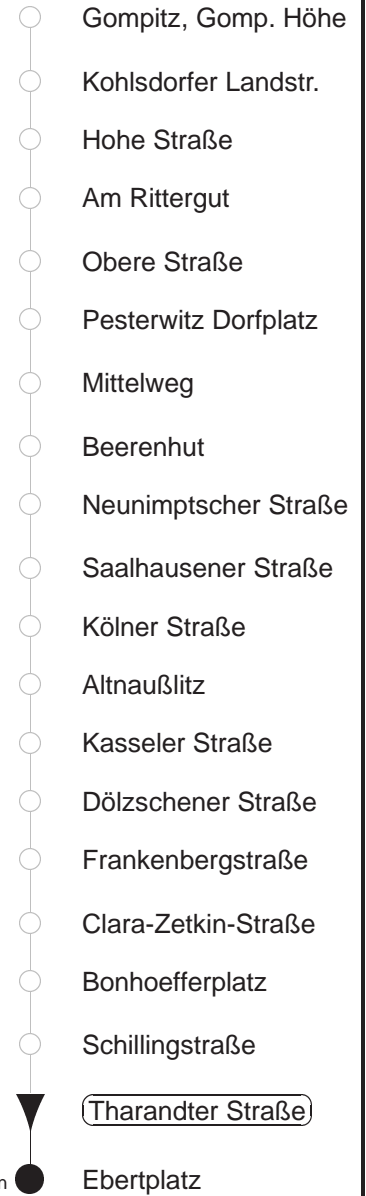 Gompitz, Gomp. Höhe
Kohlsdorfer Landstr.
Hohe Straße
Am Rittergut
Obere Straße
Pesterwitz Dorfplatz
Mittelweg
Beerenhut
Neunimptscher Straße
Saalhausener Straße
Kölner Straße
Altnaußlitz
Kasseler Straße
Dölzschener Straße
Frankenbergstraße
Clara-Zetkin-Straße
Bonhoefferplatz
Schillingstraße
Tharandter Straße
Ebertplatz